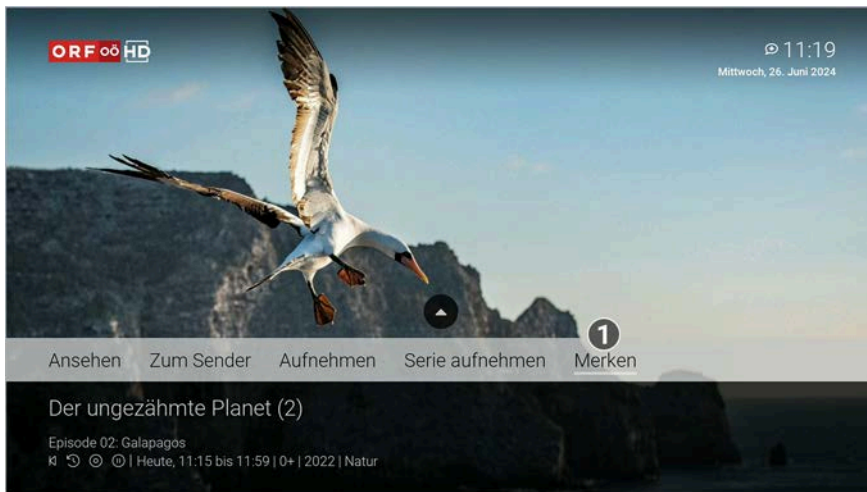 ORF oö HD
11:19
Mittwoch, 26. Juni 2024
1
Ansehen Zum Sender Aufnehmen Serie aufnehmen Merken
Der ungezähmte Planet (2)
Episode 02: Galapagos
| Heute, 11:15 bis 11:59 | 0+ | 2022 | Natur